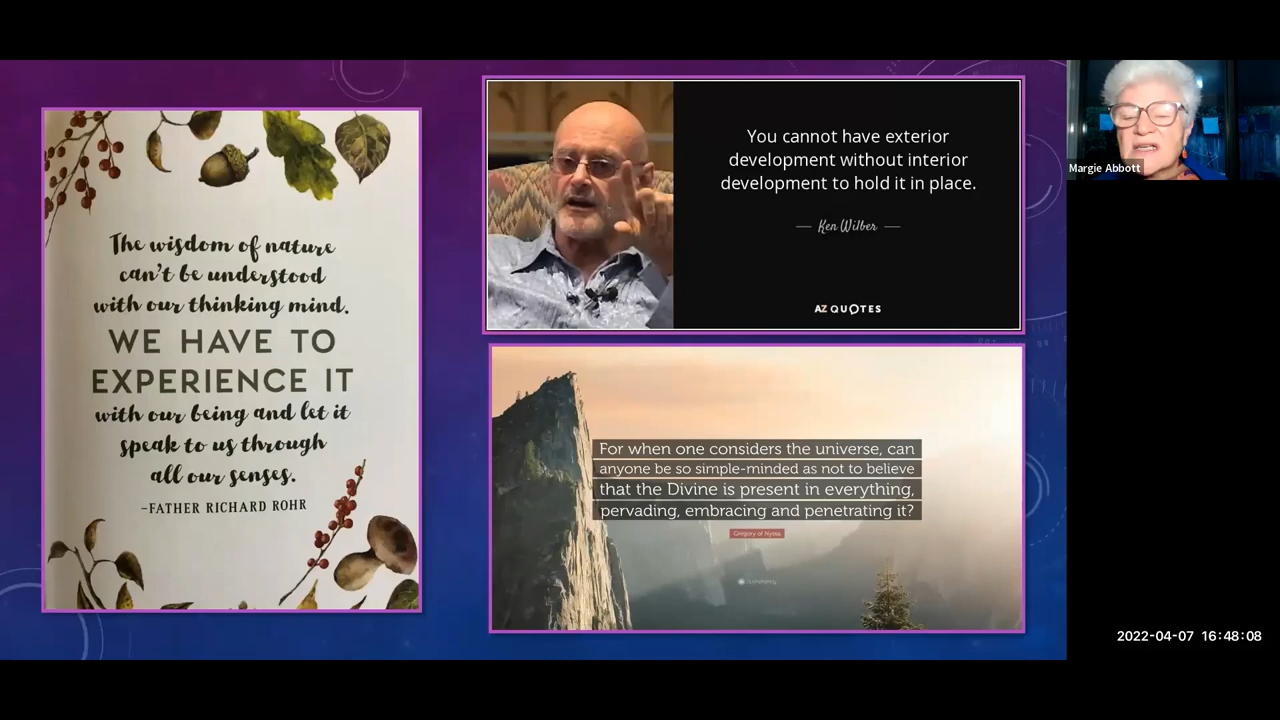 The wisdom of nature
can't be understood
with our thinking mind.
WE HAVE TO
EXPERIENCE IT
with our being and let it
speak to us through
all our senses.
-FATHER RICHARD ROHR
You cannot have exterior
development without interior
development to hold it in place.
— Ken Wilber —
AZ QUOTES
For when one considers the universe, can
anyone be so simple-minded as not to believe
that the Divine is present in everything,
pervading, embracing and penetrating it?
Gregory of Nyssa
Margie Abbott
2022-04-07 16:48:08